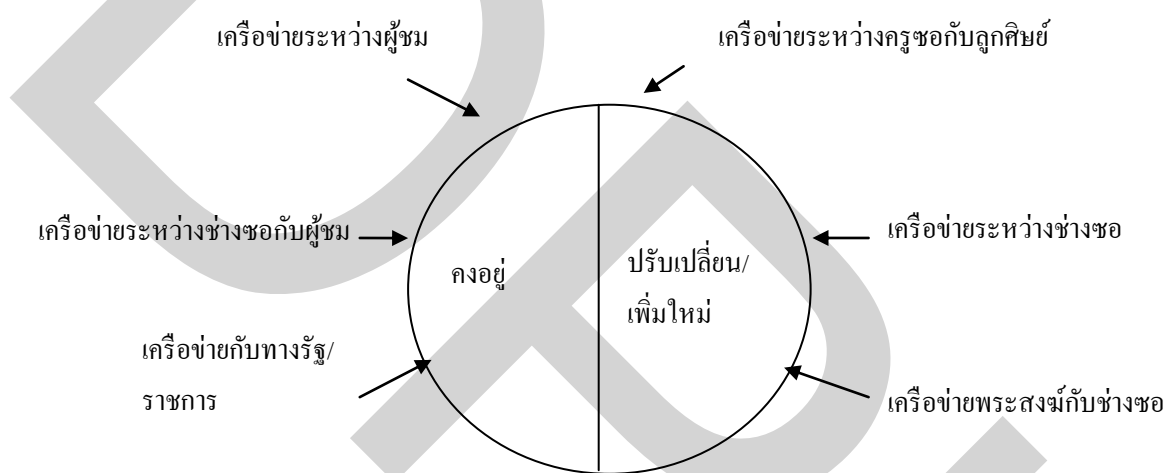 เครือข่ายระหว่างผู้ชม
เครือข่ายระหว่างครูซอกับลูกศิษย์
เครือข่ายระหว่างช่างซอกับผู้ชม
เครือข่ายระหว่างช่างซอ
คงอยู่
ปรับเปลี่ยน/
เพิ่มใหม่
เครือข่ายกับทางรัฐ/
ราชการ
เครือข่ายพระสงฆ์กับช่างซอ